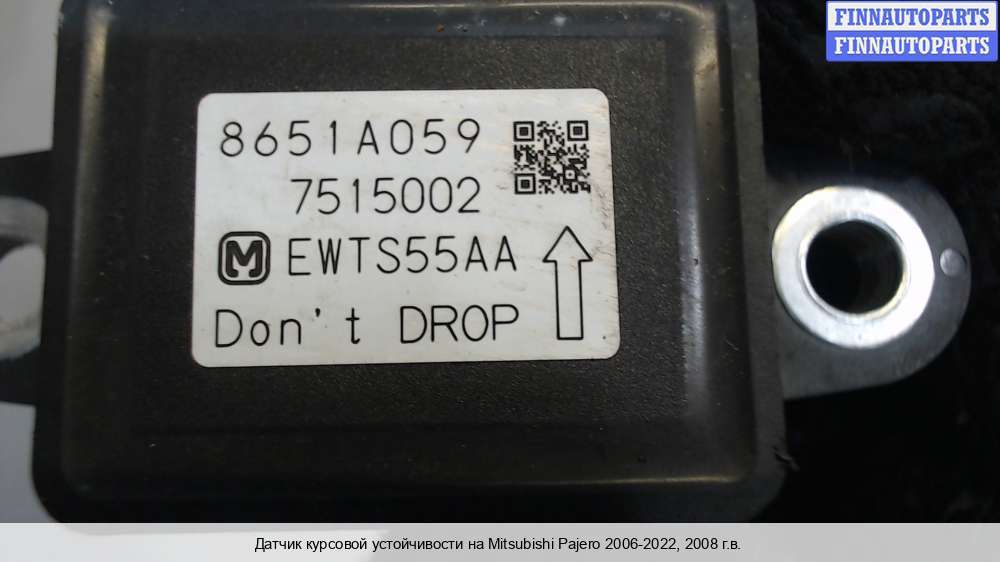 FINNAUTOPARTS
FINNAUTOPARTS
8651A059
7515002
M EWTS55AA
Don't DROP
Датчик курсовой устойчивости на Mitsubishi Pajero 2006-2022, 2008 г.в.